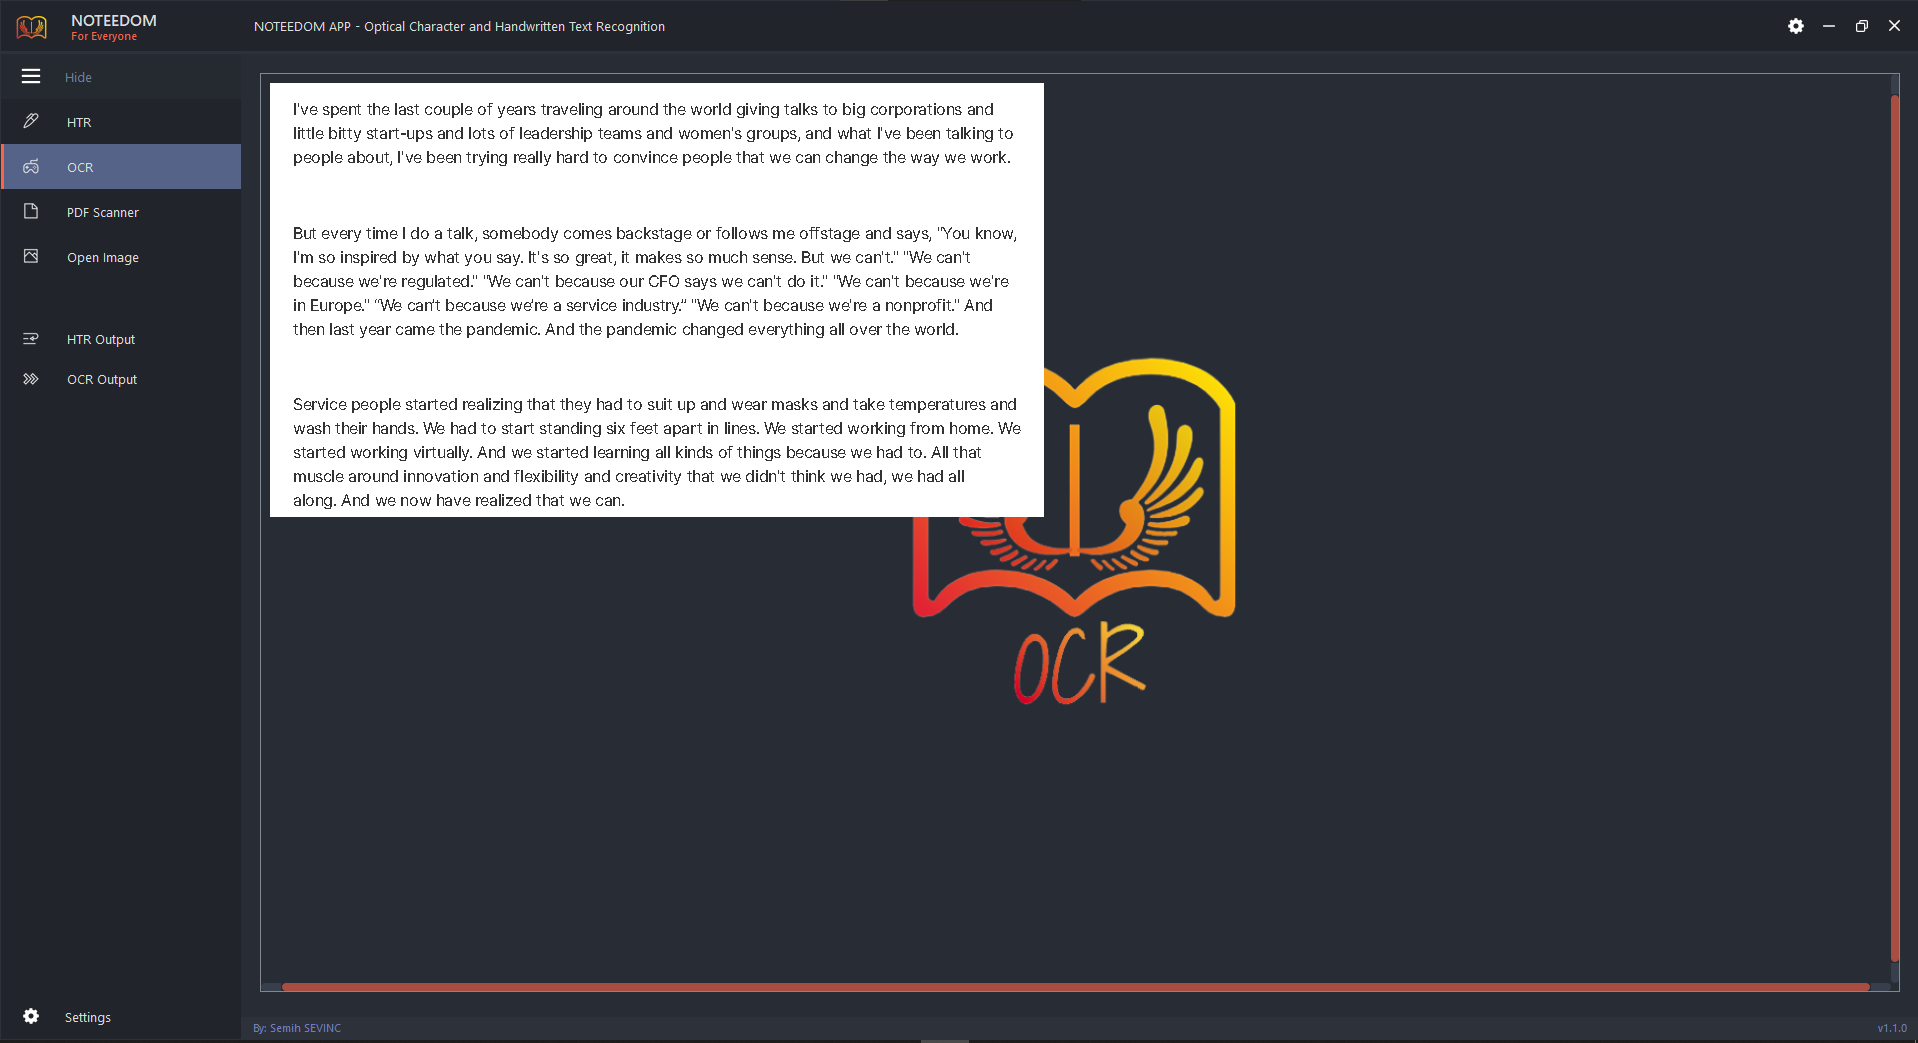 NOTEEDOM
For Everyone
NOTEEDOM APP - Optical Character and Handwritten Text Recognition
Hide
HTR
OCR
PDF Scanner
Open Image
HTR Output
OCR Output
Settings
I've spent the last couple of years traveling around the world giving talks to big corporations and
little bitty start-ups and lots of leadership teams and women's groups, and what I've been talking to
people about, I've been trying really hard to convince people that we can change the way we work.
But every time I do a talk, somebody comes backstage or follows me offstage and says, "You know,
I'm so inspired by what you say. It's so great, it makes so much sense. But we can't." "We can't
because we're regulated." "We can't because our CFO says we can't do it." "We can't because we're
in Europe." "We can't because we're a service industry." "We can't because we're a nonprofit." And
then last year came the pandemic. And the pandemic changed everything all over the world.
Service people started realizing that they had to suit up and wear masks and take temperatures and
wash their hands. We had to start standing six feet apart in lines. We started working from home. We
started working virtually. And we started learning all kinds of things because we had to. All that
muscle around innovation and flexibility and creativity that we didn't think we had, we had all
along. And we now have realized that we can.
OCR
By: Semih SEVINC
v1.1.0